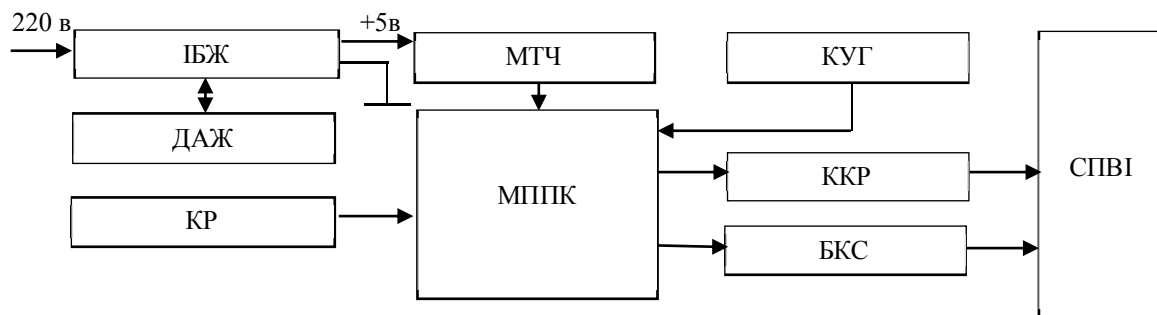 220 в
+5в
ІБЖ
МТЧ
КУГ
ДАЖ
МППК
ККР
СПВІ
КР
БКС